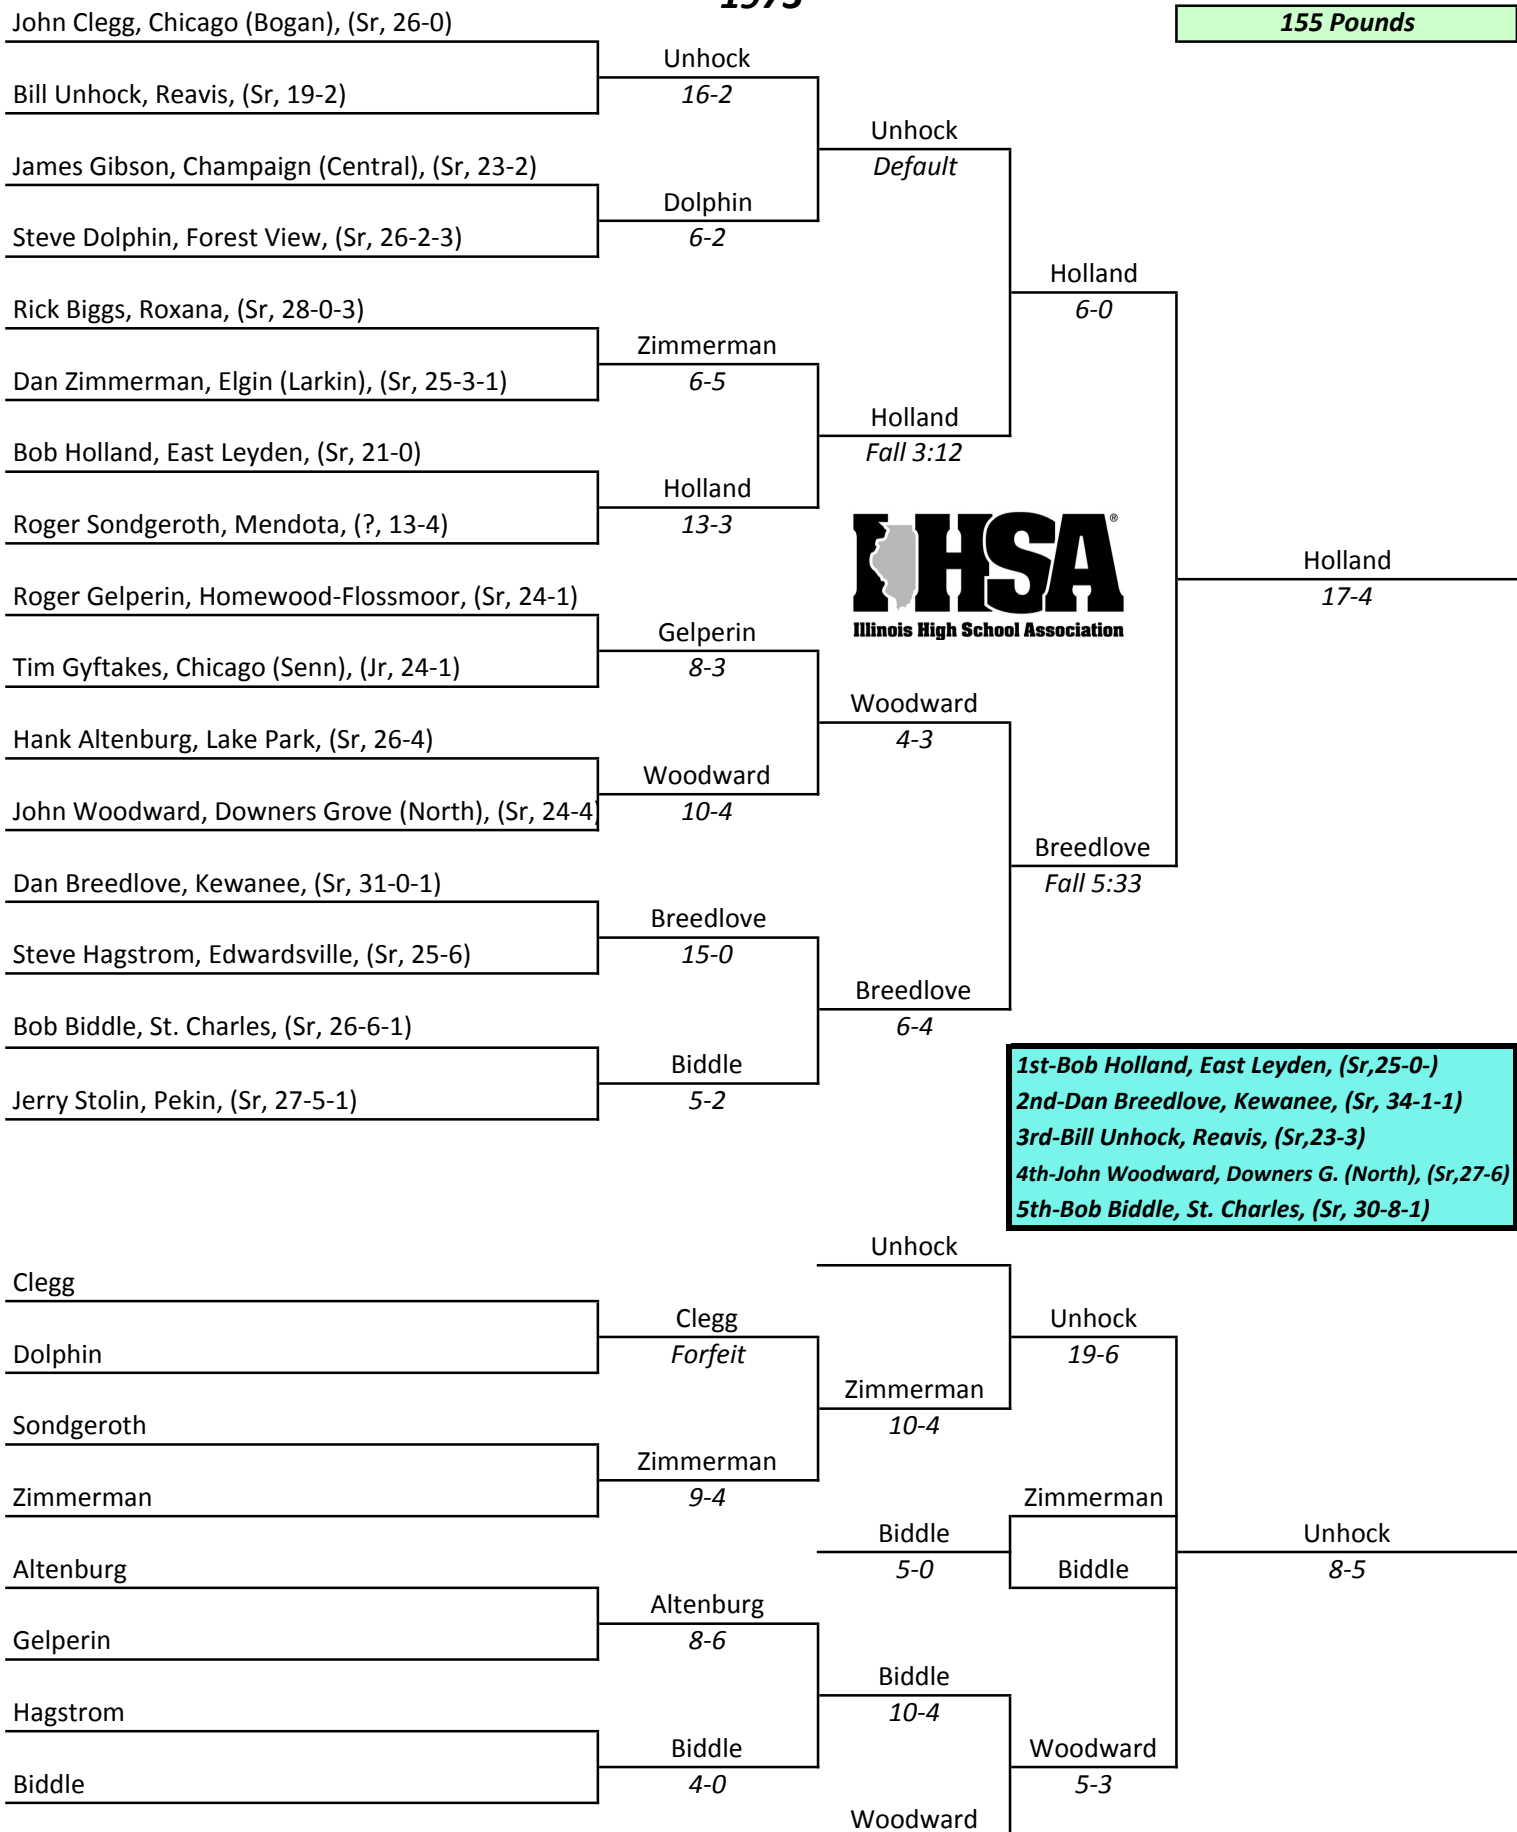 1973
John Clegg, Chicago (Bogan), (Sr, 26-0)
155 Pounds
Unhock
Bill Unhock, Reavis, (Sr, 19-2)
16-2
Unhock
James Gibson, Champaign (Central), (Sr, 23-2)
Default
Dolphin
Steve Dolphin, Forest View, (Sr, 26-2-3)
6-2
Holland
Rick Biggs, Roxana, (Sr, 28-0-3)
6-0
Zimmerman
Dan Zimmerman, Elgin (Larkin), (Sr, 25-3-1)
6-5
Holland
Bob Holland, East Leyden, (Sr, 21-0)
Fall 3:12
Holland
Roger Sondgeroth, Mendota, (?, 13-4)
13-3
IHSA®
Illinois High School Association
Holland
Roger Gelperin, Homewood-Flossmoor, (Sr, 24-1)
17-4
Gelperin
Tim Gyftakes, Chicago (Senn), (Jr, 24-1)
8-3
Woodward
Hank Altenburg, Lake Park, (Sr, 26-4)
4-3
Woodward
John Woodward, Downers Grove (North), (Sr, 24-4)
10-4
Breedlove
Dan Breedlove, Kewanee, (Sr, 31-0-1)
Fall 5:33
Breedlove
Steve Hagstrom, Edwardsville, (Sr, 25-6)
15-0
Breedlove
Bob Biddle, St. Charles, (Sr, 26-6-1)
6-4
Biddle
Jerry Stolin, Pekin, (Sr, 27-5-1)
5-2
1st-Bob Holland, East Leyden, (Sr,25-0-)
2nd-Dan Breedlove, Kewanee, (Sr, 34-1-1)
3rd-Bill Unhock, Reavis, (Sr,23-3)
4th-John Woodward, Downers G. (North), (Sr,27-6)
5th-Bob Biddle, St. Charles, (Sr, 30-8-1)
Unhock
Clegg
Clegg
Unhock
Dolphin
Forfeit
19-6
Zimmerman
Sondgeroth
10-4
Zimmerman
Zimmerman
9-4
Zimmerman
Biddle
Unhock
Altenburg
5-0
Biddle
8-5
Altenburg
Gelperin
8-6
Biddle
Hagstrom
10-4
Biddle
Woodward
Biddle
4-0
5-3
Woodward